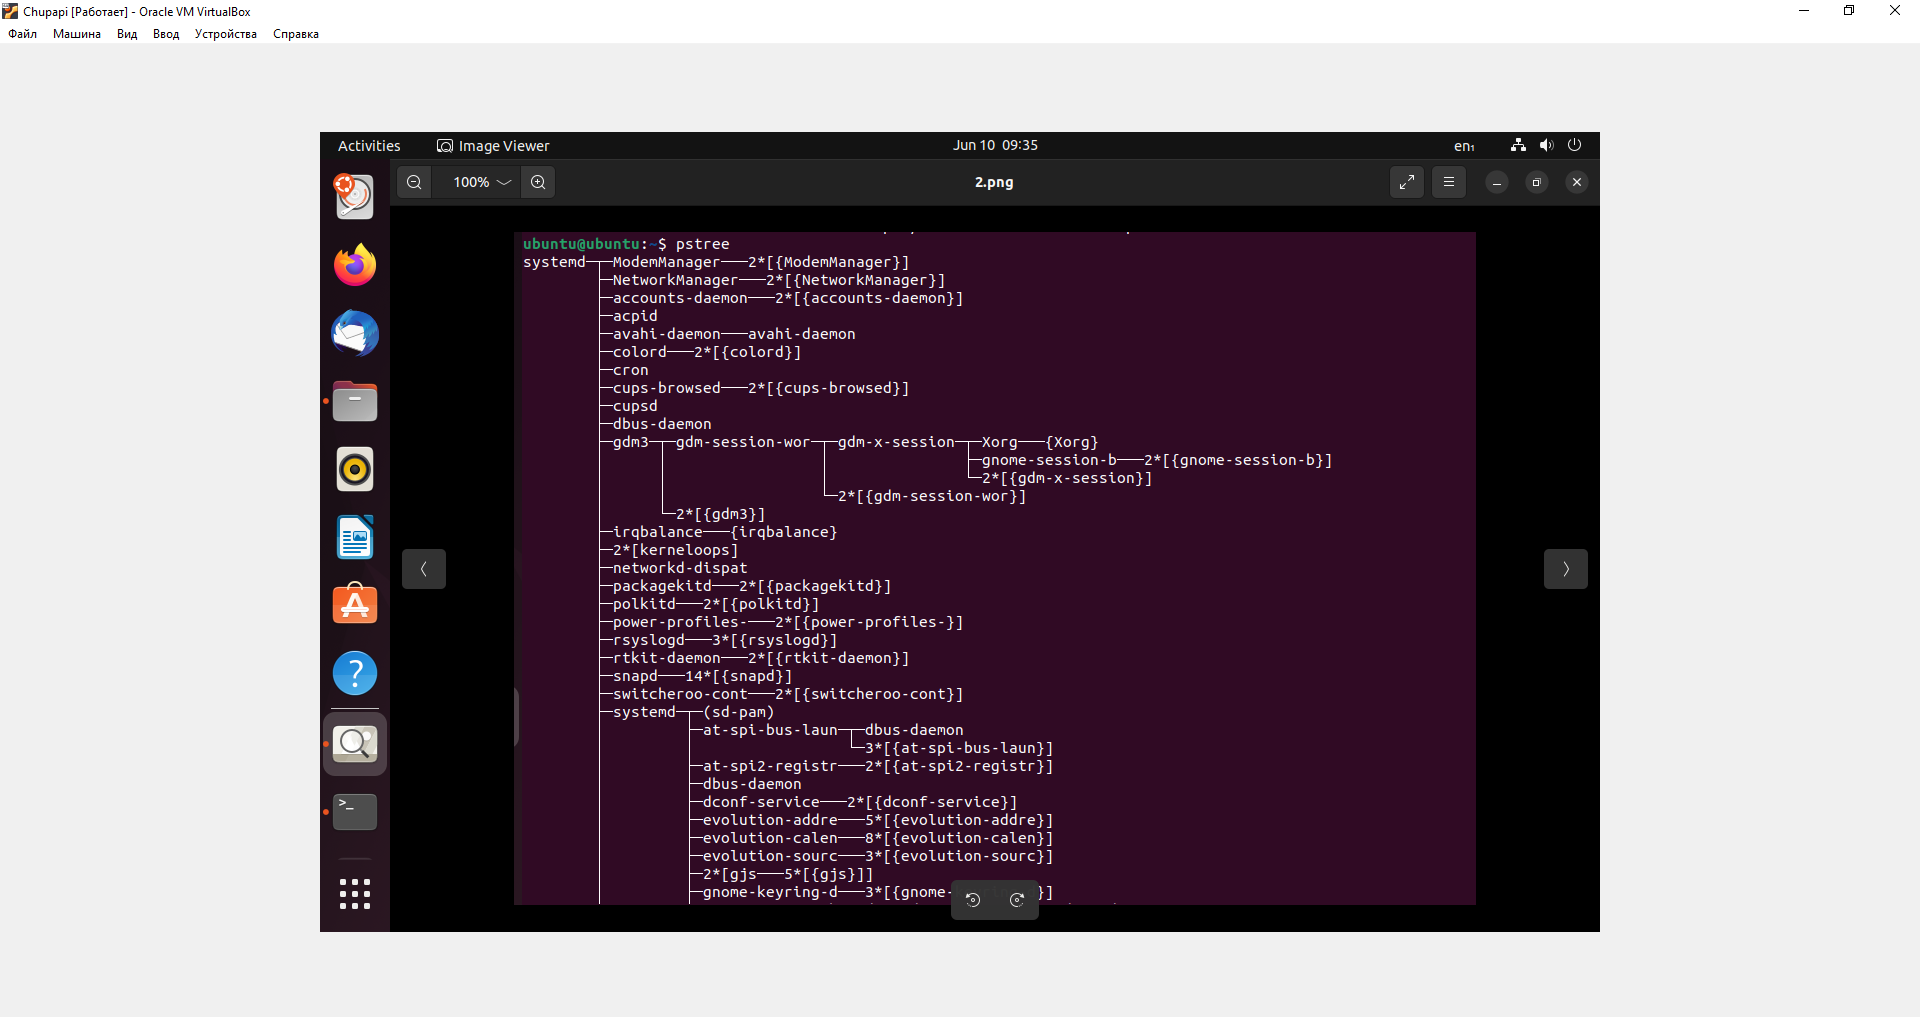 Chupapi [Работает] - Oracle VM VirtualBox
Файл Машина Вид Ввод Устройства Справка
Activities Image Viewer Jun 10 09:35 en₁
100% 2.png
ubuntu@ubuntu:~$ pstree
systemd─┬─ModemManager───2*[{ModemManager}]
├─NetworkManager───2*[{NetworkManager}]
├─accounts-daemon───2*[{accounts-daemon}]
├─acpid
├─avahi-daemon───avahi-daemon
├─colord───2*[{colord}]
├─cron
├─cups-browsed───2*[{cups-browsed}]
├─cupsd
├─dbus-daemon
├─gdm3─┬─gdm-session-wor─┬─gdm-x-session─┬─Xorg───{Xorg}
├─gnome-session-b───2*[{gnome-session-b}]
└─2*[{gdm-x-session}]
└─2*[{gdm-session-wor}]
└─2*[{gdm3}]
├─irqbalance───{irqbalance}
├─2*[kerneloops]
├─networkd-dispat
├─packagekitd───2*[{packagekitd}]
├─polkitd───2*[{polkitd}]
├─power-profiles-───2*[{power-profiles-}]
├─rsyslogd───3*[{rsyslogd}]
├─rtkit-daemon───2*[{rtkit-daemon}]
├─snapd───14*[{snapd}]
├─switcheroo-cont───2*[{switcheroo-cont}]
├─systemd─┬─(sd-pam)
├─at-spi-bus-laun─┬─dbus-daemon
└─3*[{at-spi-bus-laun}]
├─at-spi2-registr───2*[{at-spi2-registr}]
├─dbus-daemon
├─dconf-service───2*[{dconf-service}]
├─evolution-addre───5*[{evolution-addre}]
├─evolution-calen───8*[{evolution-calen}]
├─evolution-sourc───3*[{evolution-sourc}]
├─2*[gjs───5*[{gjs}]]
├─gnome-keyring-d───3*[{gnome- }]